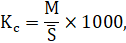 K_c = M / S̅ × 1000,